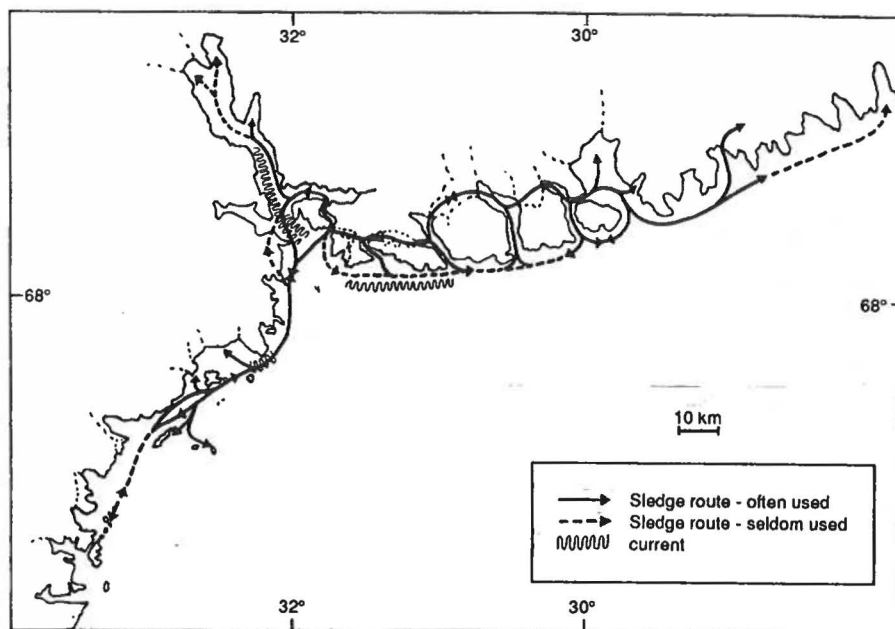 32° 30°
68° 68°
10 km
Sledge route - often used
Sledge route - seldom used
current
32° 30°